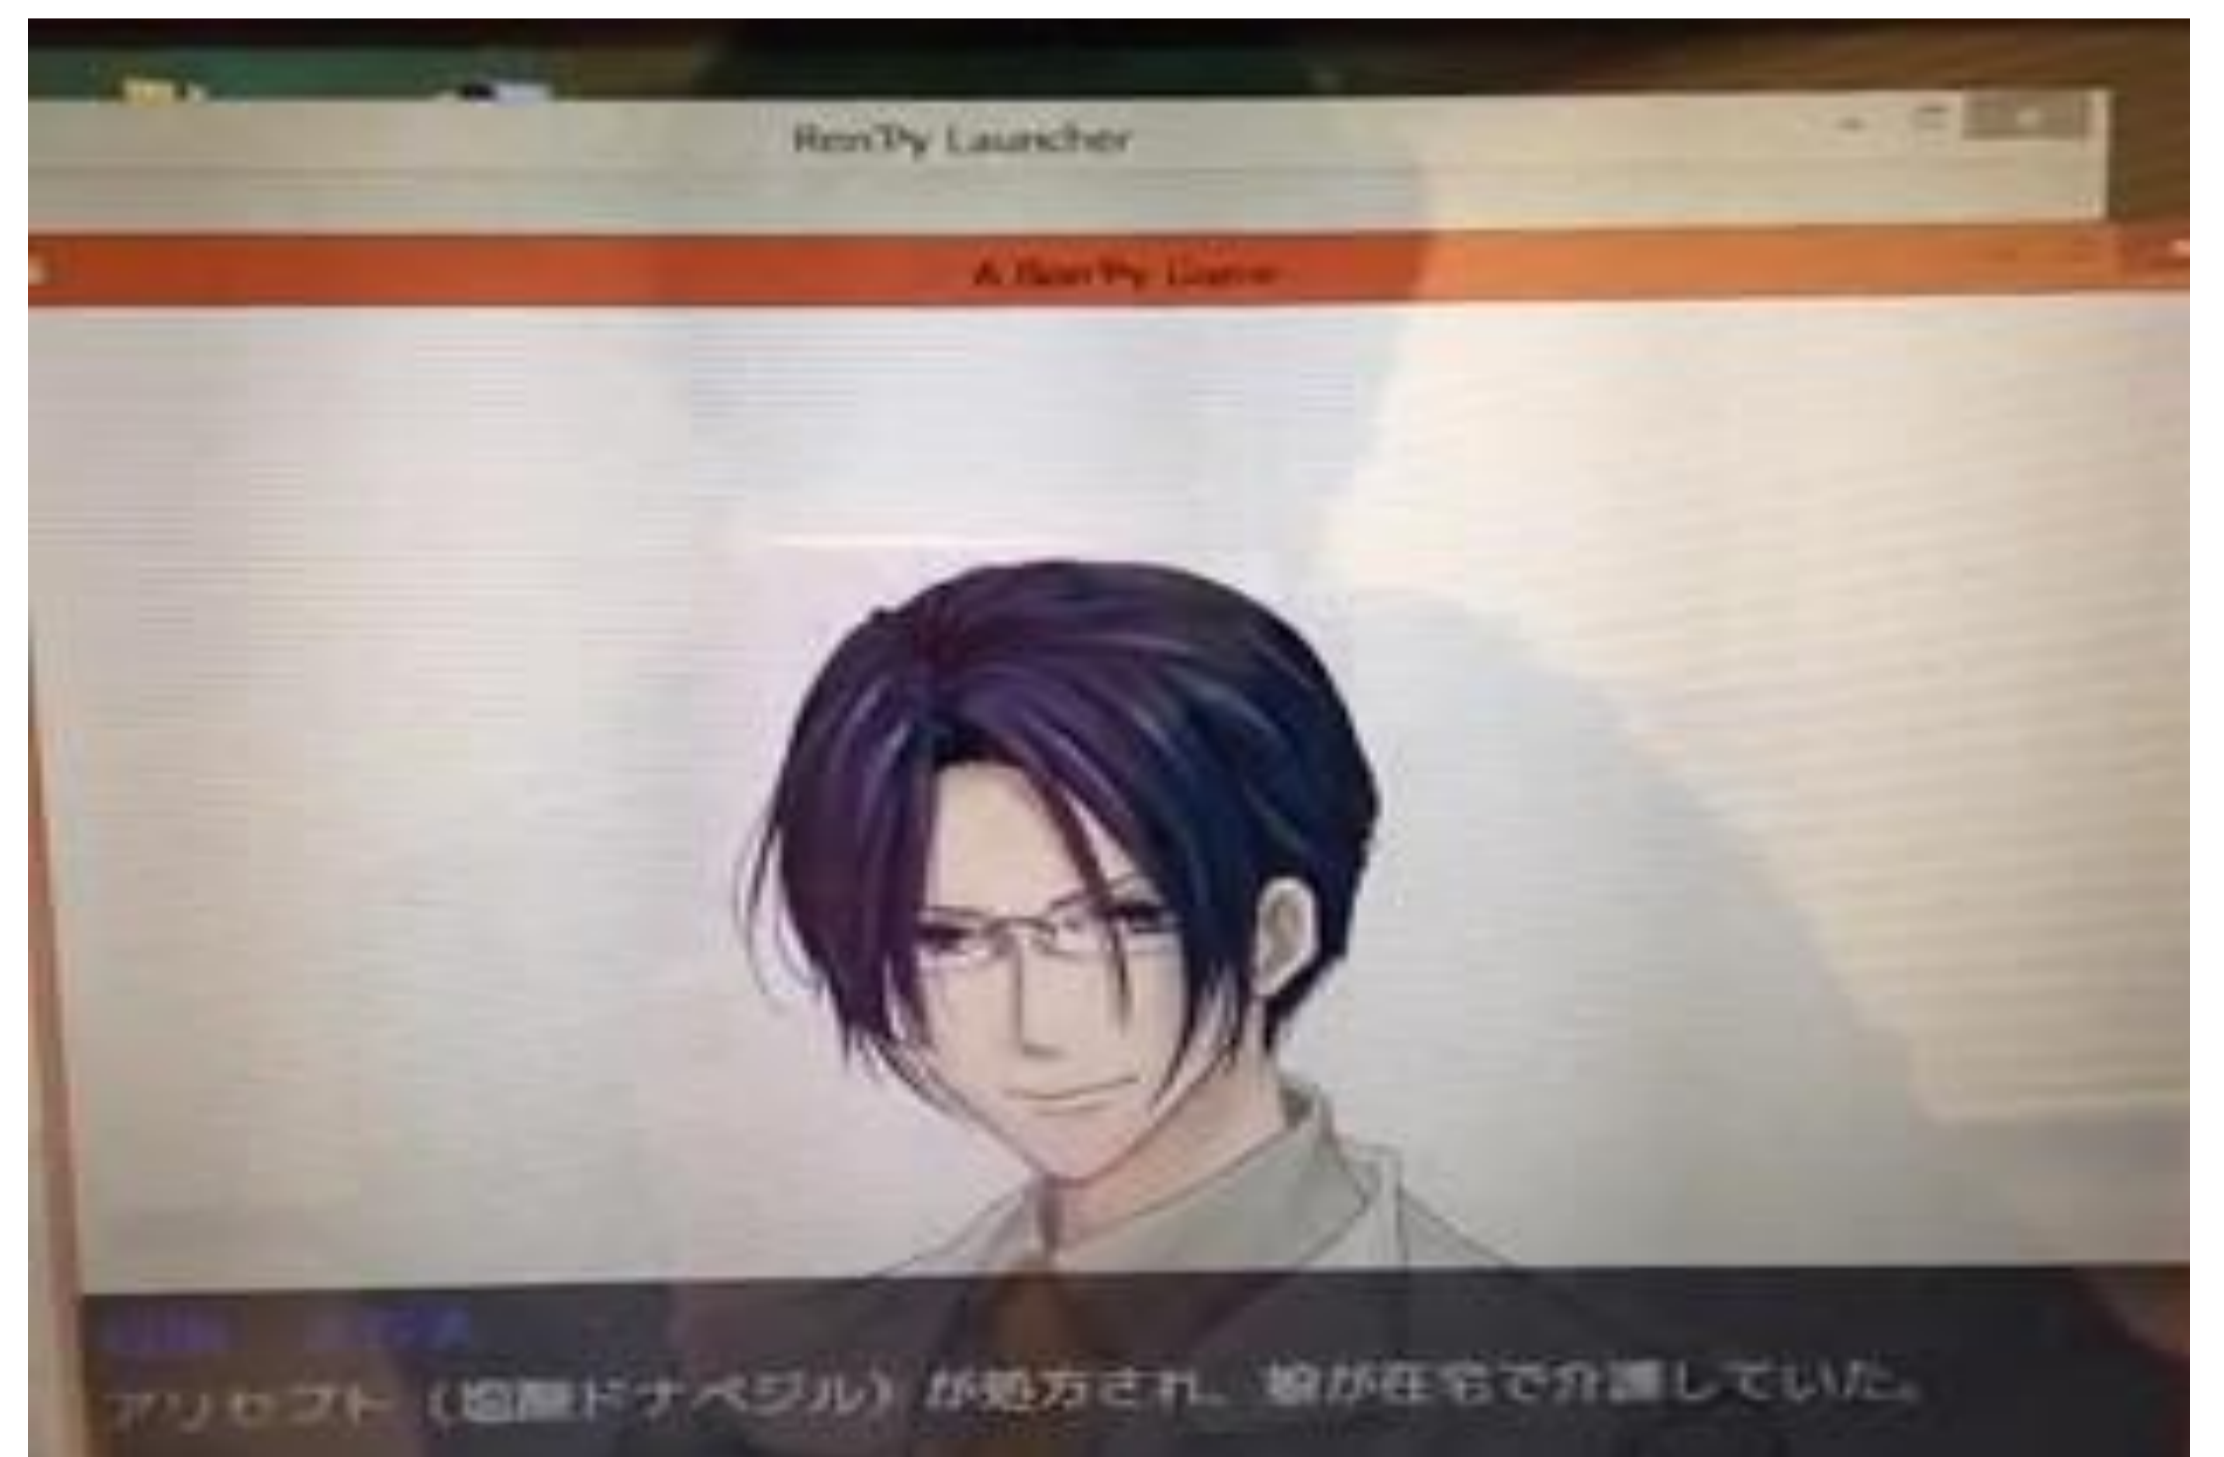 Ren'Py Launcher
A Ren'Py Game
アリセプト（塩酸ドナペジル）が処方され、娘が在宅で介護していた。